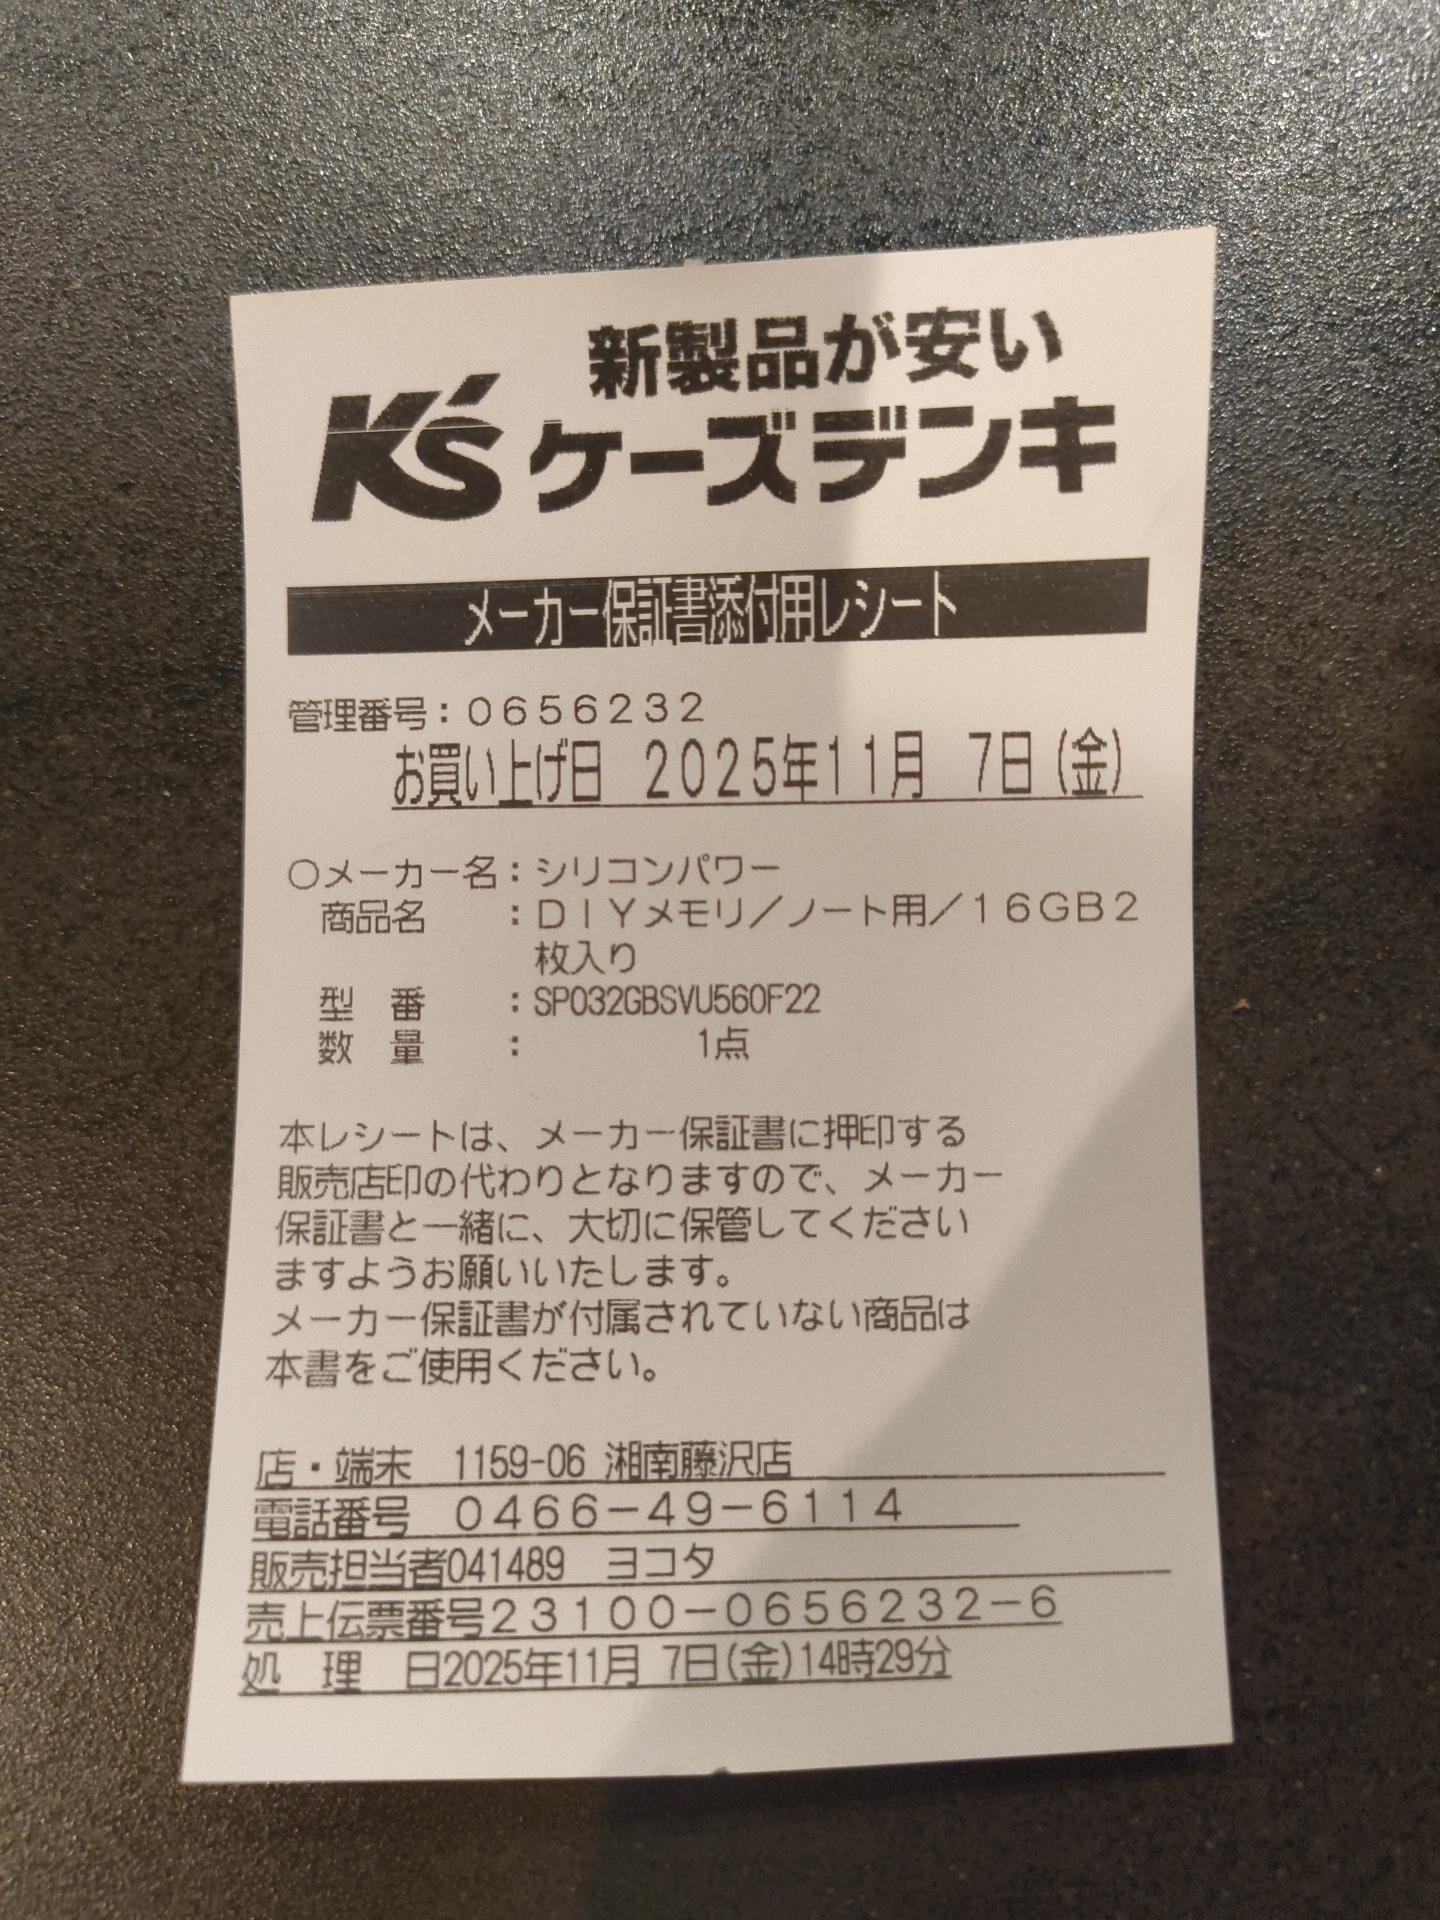 新製品が安い
K's ケーズデンキ
メーカー保証書添付用レシート
管理番号：０６５６２３２
お買い上げ日　２０２５年１１月　７日（金）
○メーカー名：シリコンパワー
商品名　：ＤＩＹメモリ／ノート用／１６ＧＢ２
枚入り
型　番　：SP032GBSVU560F22
数　量　：　1点
本レシートは、メーカー保証書に押印する
販売店印の代わりとなりますので、メーカー
保証書と一緒に、大切に保管してください
ますようお願いいたします。
メーカー保証書が付属されていない商品は
本書をご使用ください。
店・端末　1159-06 湘南藤沢店
電話番号　０４６６－４９－６１１４
販売担当者041489　ヨコタ
売上伝票番号２３１００－０６５６２３２－６
処　理　日2025年11月 7日(金)14時29分